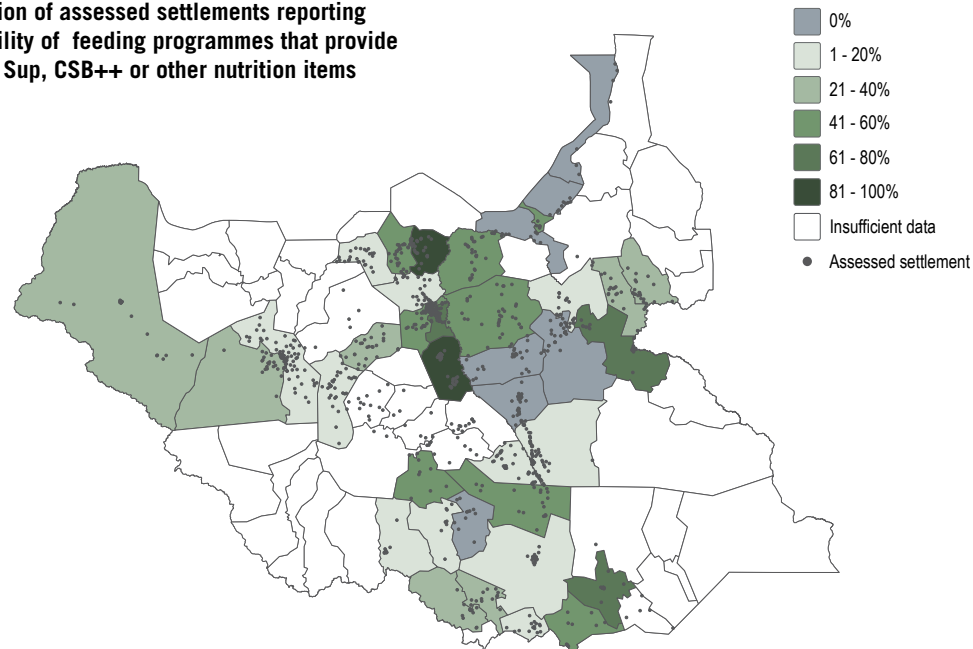 ion of assessed settlements reporting
ility of feeding programmes that provide
Sup, CSB++ or other nutrition items
0%
1 - 20%
21 - 40%
41 - 60%
61 - 80%
81 - 100%
Insufficient data
Assessed settlement